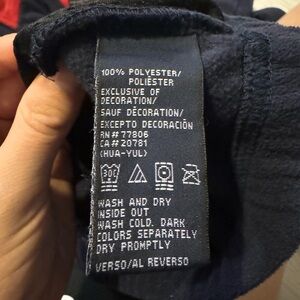 100% POLYESTER/
POLIÉSTER
EXCLUSIVE OF
DECORATION/
SAUF DÉCORATION/
EXCEPTO DECORACIÓN
RN # 77806
CA # 20781
(HUA-YUL)
30C
WASH AND DRY
INSIDE OUT
WASH COLD. DARK
COLORS SEPARATELY
DRY PROMPTLY
VERSO/AL REVERSO